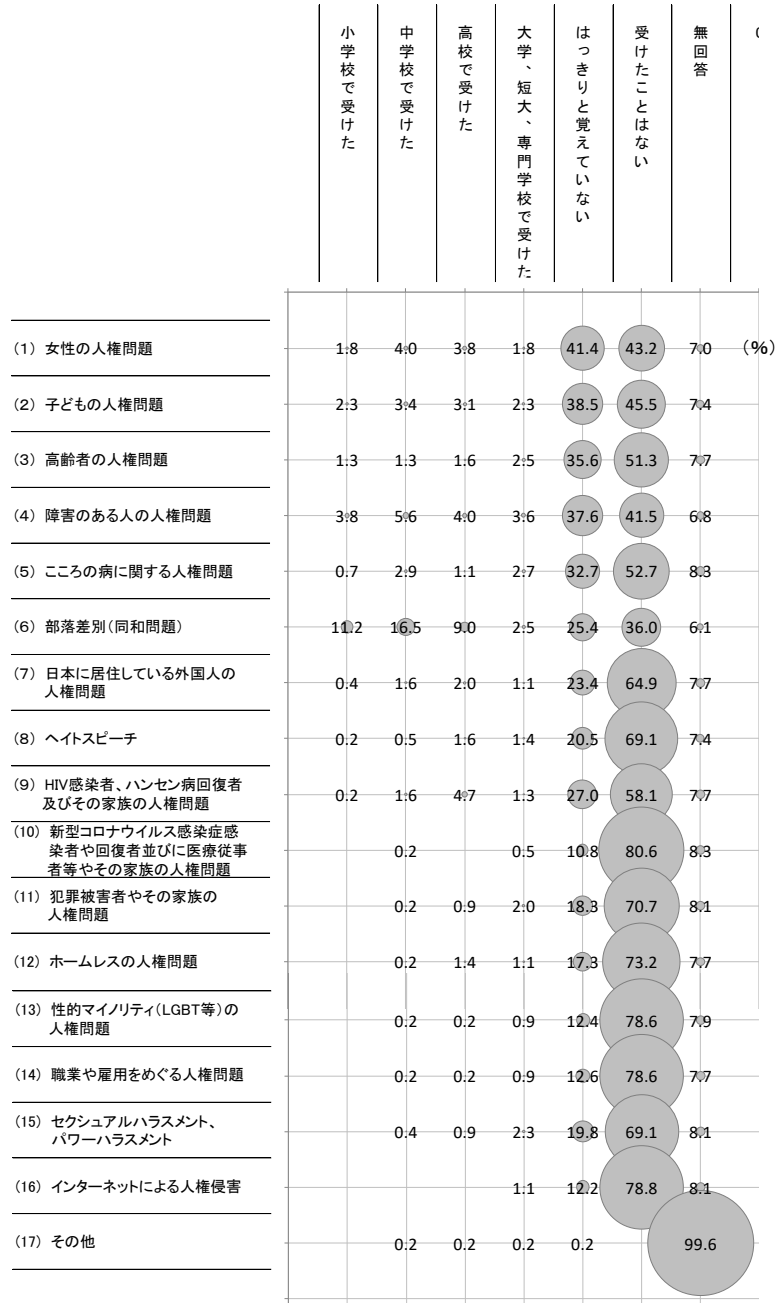 小学校で受けた
中学校で受けた
高校で受けた
大学、短大、専門学校で受けた
はっきりと覚えていない
受けたことはない
無回答
(%)
(1) 女性の人権問題 1.8 4.0 3.8 1.8 41.4 43.2 7.0
(2) 子どもの人権問題 2.3 3.4 3.1 2.3 38.5 45.5 7.4
(3) 高齢者の人権問題 1.3 1.3 1.6 2.5 35.6 51.3 7.7
(4) 障害のある人の人権問題 3.8 5.6 4.0 3.6 37.6 41.5 6.8
(5) こころの病に関する人権問題 0.7 2.9 1.1 2.7 32.7 52.7 8.3
(6) 部落差別(同和問題) 11.2 16.5 9.0 2.5 25.4 36.0 6.1
(7) 日本に居住している外国人の
人権問題 0.4 1.6 2.0 1.1 23.4 64.9 7.7
(8) ヘイトスピーチ 0.2 0.5 1.6 1.4 20.5 69.1 7.4
(9) HIV感染者、ハンセン病回復者
及びその家族の人権問題 0.2 1.6 4.7 1.3 27.0 58.1 7.7
(10) 新型コロナウイルス感染症感
染者や回復者並びに医療従事
者等やその家族の人権問題 0.2 0.5 10.8 80.6 8.3
(11) 犯罪被害者やその家族の
人権問題 0.2 0.9 2.0 18.3 70.7 8.1
(12) ホームレスの人権問題 0.2 1.4 1.1 17.3 73.2 7.7
(13) 性的マイノリティ(LGBT等)の
人権問題 0.2 0.2 0.9 12.4 78.6 7.9
(14) 職業や雇用をめぐる人権問題 0.2 0.2 0.9 12.6 78.6 7.7
(15) セクシュアルハラスメント、
パワーハラスメント 0.4 0.9 2.3 19.8 69.1 8.1
(16) インターネットによる人権侵害 1.1 12.2 78.8 8.1
(17) その他 0.2 0.2 0.2 0.2 99.6